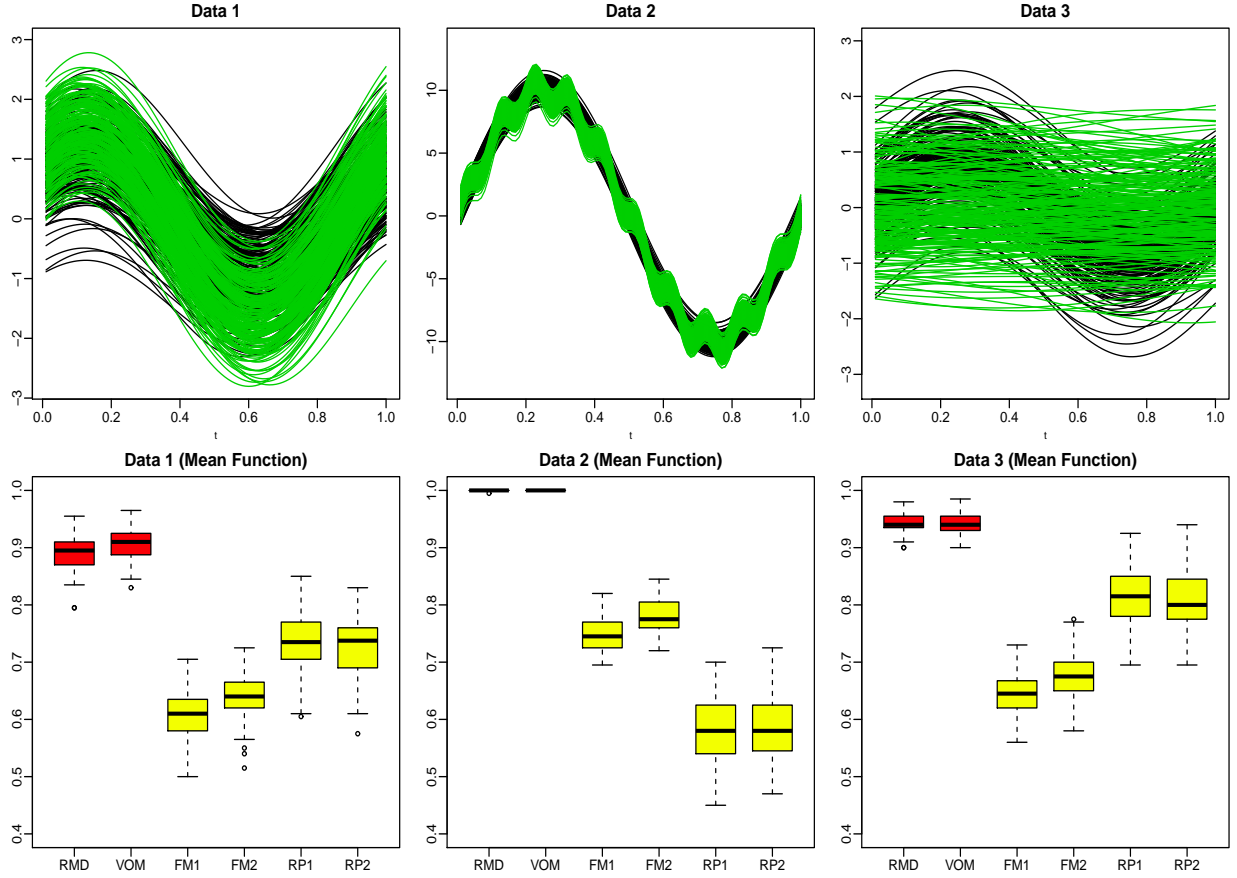 Data 1
3
2
1
0
−1
−2
−3
0.0 0.2 0.4 0.6 0.8 1.0
t
Data 2
10
5
0
−5
−10
0.0 0.2 0.4 0.6 0.8 1.0
t
Data 3
3
2
1
0
−1
−2
−3
0.0 0.2 0.4 0.6 0.8 1.0
t
Data 1 (Mean Function)
1.0
0.9
0.8
0.7
0.6
0.5
0.4
RMD VOM FM1 FM2 RP1 RP2
Data 2 (Mean Function)
1.0
0.9
0.8
0.7
0.6
0.5
0.4
RMD VOM FM1 FM2 RP1 RP2
Data 3 (Mean Function)
1.0
0.9
0.8
0.7
0.6
0.5
0.4
RMD VOM FM1 FM2 RP1 RP2